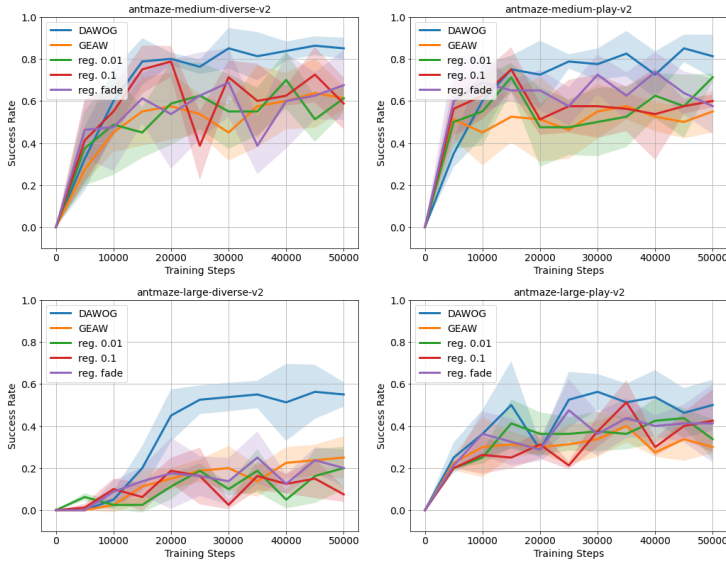 antmaze-medium-diverse-v2
1.0
0.8
0.6
0.4
0.2
0.0
Success Rate
DAWOG
GEAW
reg. 0.01
reg. 0.1
reg. fade
0 10000 20000 30000 40000 50000
Training Steps
antmaze-medium-play-v2
1.0
0.8
0.6
0.4
0.2
0.0
Success Rate
DAWOG
GEAW
reg. 0.01
reg. 0.1
reg. fade
0 10000 20000 30000 40000 50000
Training Steps
antmaze-large-diverse-v2
1.0
0.8
0.6
0.4
0.2
0.0
Success Rate
DAWOG
GEAW
reg. 0.01
reg. 0.1
reg. fade
0 10000 20000 30000 40000 50000
Training Steps
antmaze-large-play-v2
1.0
0.8
0.6
0.4
0.2
0.0
Success Rate
DAWOG
GEAW
reg. 0.01
reg. 0.1
reg. fade
0 10000 20000 30000 40000 50000
Training Steps